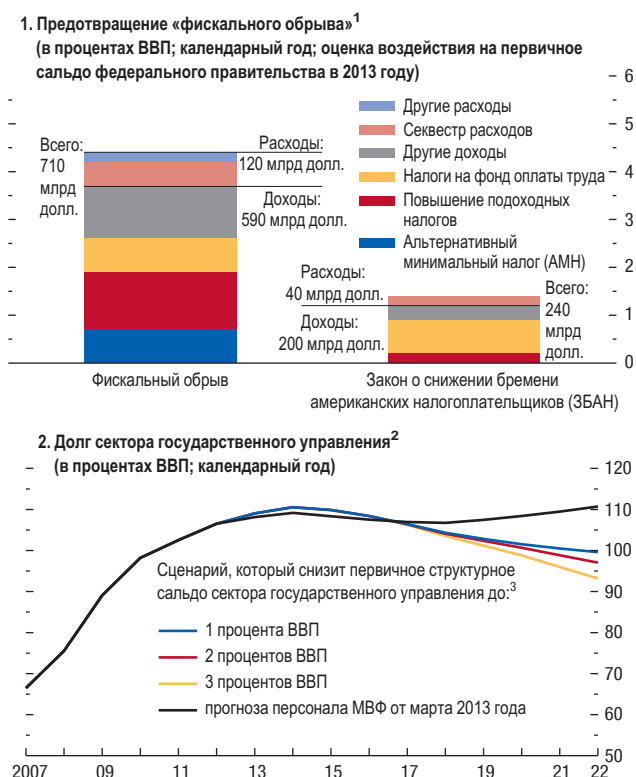 1. Предотвращение «фискального обрыва»¹
(в процентах ВВП; календарный год; оценка воздействия на первичное
сальдо федерального правительства в 2013 году)
6
5
4
3
2
1
0
Всего:
710
млрд
долл.
Расходы:
120 млрд долл.
Доходы:
590 млрд долл.
Другие расходы
Секвестр расходов
Другие доходы
Налоги на фонд оплаты труда
Повышение подоходных
налогов
Альтернативный
минимальный налог (АМН)
Расходы:
40 млрд долл.
Доходы:
200 млрд долл.
Всего:
240
млрд
долл.
Фискальный обрыв
Закон о снижении бремени
американских налогоплательщиков (ЗБАН)
2. Долг сектора государственного управления²
(в процентах ВВП; календарный год)
120
110
100
90
80
70
60
50
Сценарий, который снизит первичное структурное
сальдо сектора государственного управления до:³
1 процента ВВП
2 процентов ВВП
3 процентов ВВП
прогноза персонала МВФ от марта 2013 года
2007 09 11 13 15 17 19 21 22